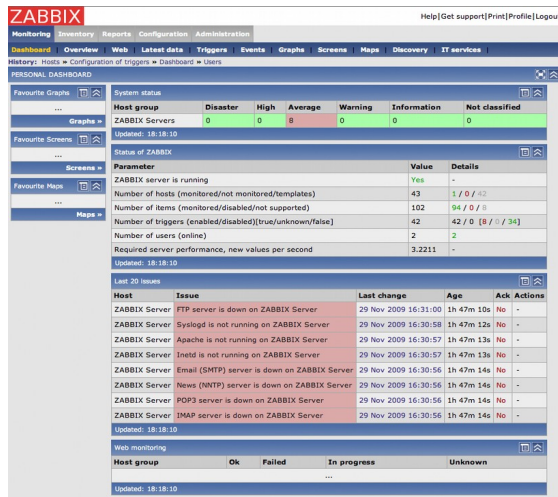 ZABBIX
Help|Get support|Print|Profile|Logout
Monitoring Inventory Reports Configuration Administration
Dashboard | Overview | Web | Latest data | Triggers | Events | Graphs | Screens | Maps | Discovery | IT services |
History: Hosts » Configuration of triggers » Dashboard » Users
PERSONAL DASHBOARD
Favourite Graphs
...
Graphs »
Favourite Screens
...
Screens »
Favourite Maps
...
Maps »
System status
Host group Disaster High Average Warning Information Not classified
ZABBIX Servers 0 0 8 0 0 0
Updated: 18:18:10
Status of ZABBIX
Parameter Value Details
ZABBIX server is running Yes -
Number of hosts (monitored/not monitored/templates) 43 1 / 0 / 42
Number of items (monitored/disabled/not supported) 102 94 / 0 / 8
Number of triggers (enabled/disabled)[true/unknown/false] 42 42 / 0 [8 / 0 / 34]
Number of users (online) 2 2
Required server performance, new values per second 3.2211 -
Updated: 18:18:10
Last 20 issues
Host Issue Last change Age Ack Actions
ZABBIX Server FTP server is down on ZABBIX Server 29 Nov 2009 16:31:00 1h 47m 10s No -
ZABBIX Server Syslogd is not running on ZABBIX Server 29 Nov 2009 16:30:58 1h 47m 12s No -
ZABBIX Server Apache is not running on ZABBIX Server 29 Nov 2009 16:30:57 1h 47m 13s No -
ZABBIX Server Inetd is not running on ZABBIX Server 29 Nov 2009 16:30:57 1h 47m 13s No -
ZABBIX Server Email (SMTP) server is down on ZABBIX Server 29 Nov 2009 16:30:56 1h 47m 14s No -
ZABBIX Server News (NNTP) server is down on ZABBIX Server 29 Nov 2009 16:30:56 1h 47m 14s No -
ZABBIX Server POP3 server is down on ZABBIX Server 29 Nov 2009 16:30:56 1h 47m 14s No -
ZABBIX Server IMAP server is down on ZABBIX Server 29 Nov 2009 16:30:56 1h 47m 14s No -
Updated: 18:18:10
Web monitoring
Host group Ok Failed In progress Unknown
...
Updated: 18:18:10